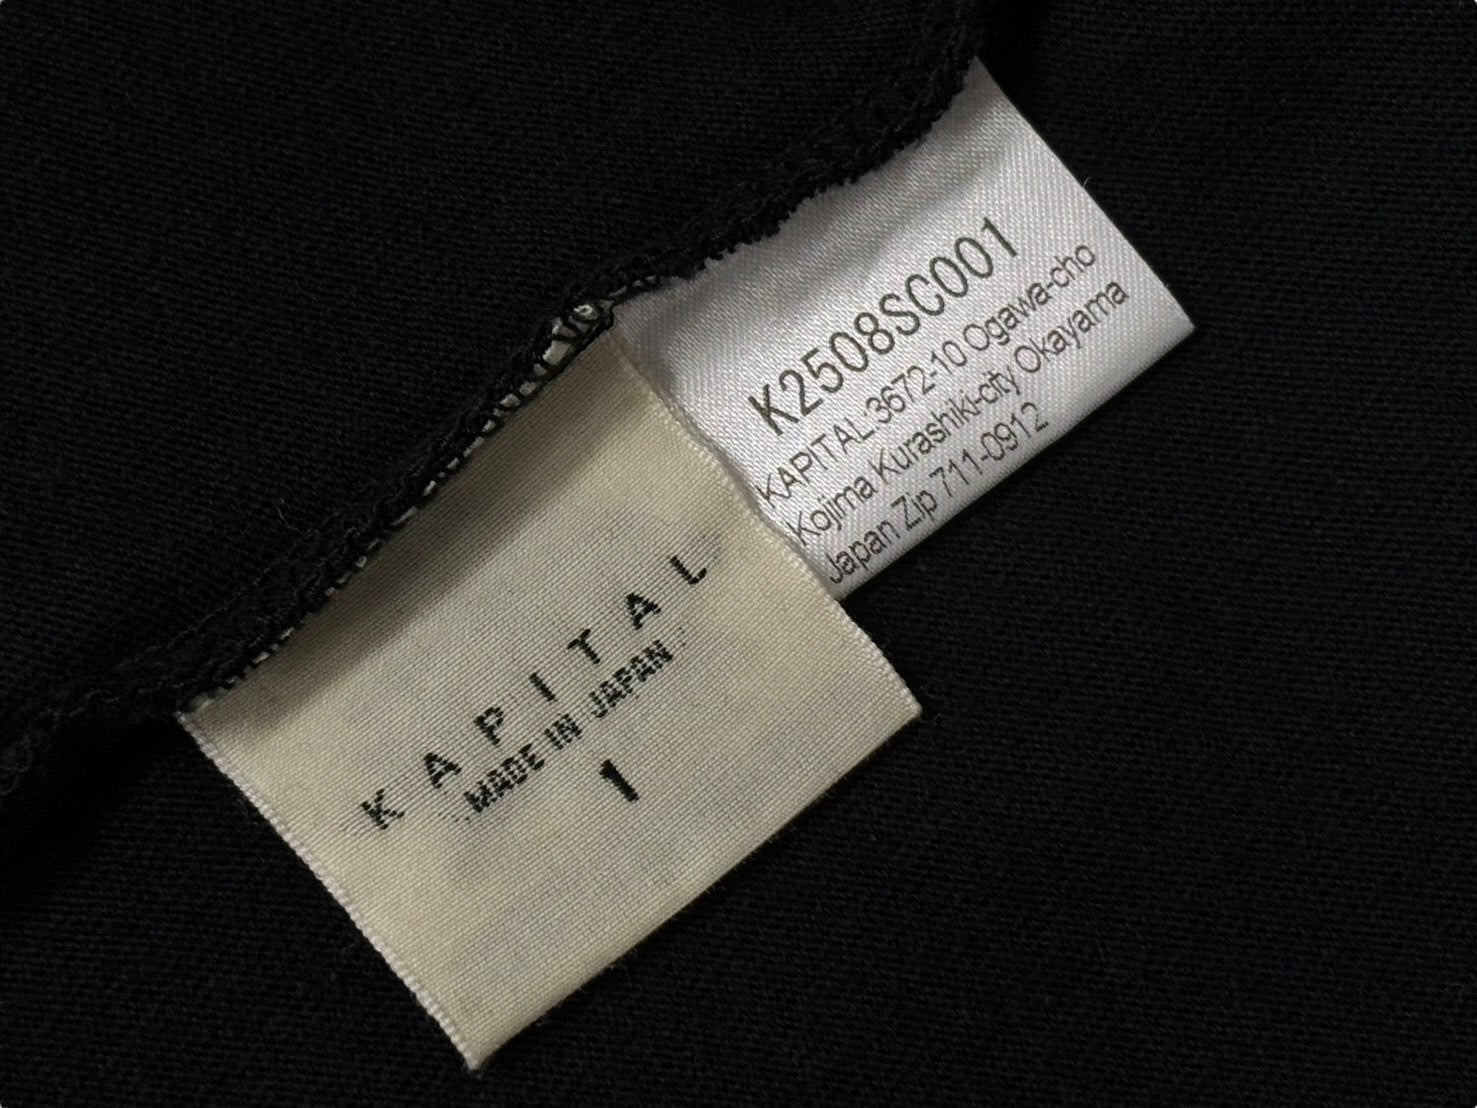 K2508SC001
KAPITAL:3672-10 Ogawa-cho
Kojima Kurashiki-city Okayama
Japan Zip 711-0912
KAPITAL
MADE IN JAPAN
1